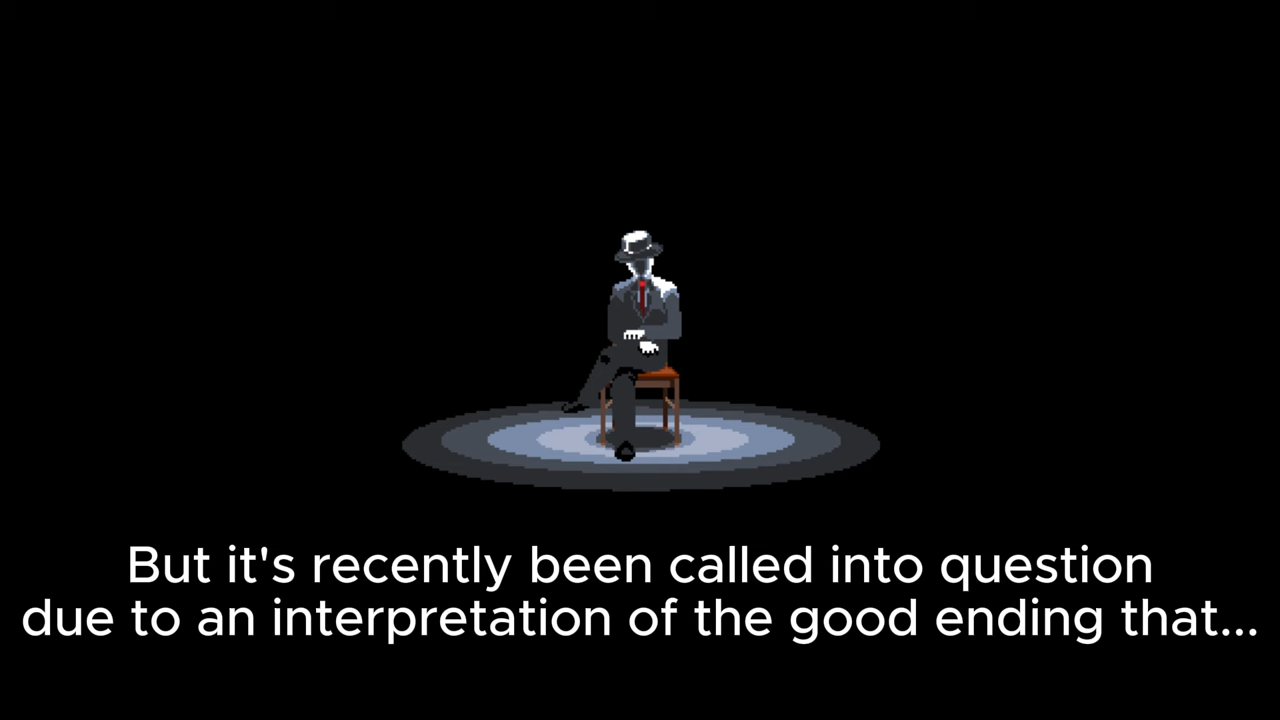 But it's recently been called into question
due to an interpretation of the good ending that...